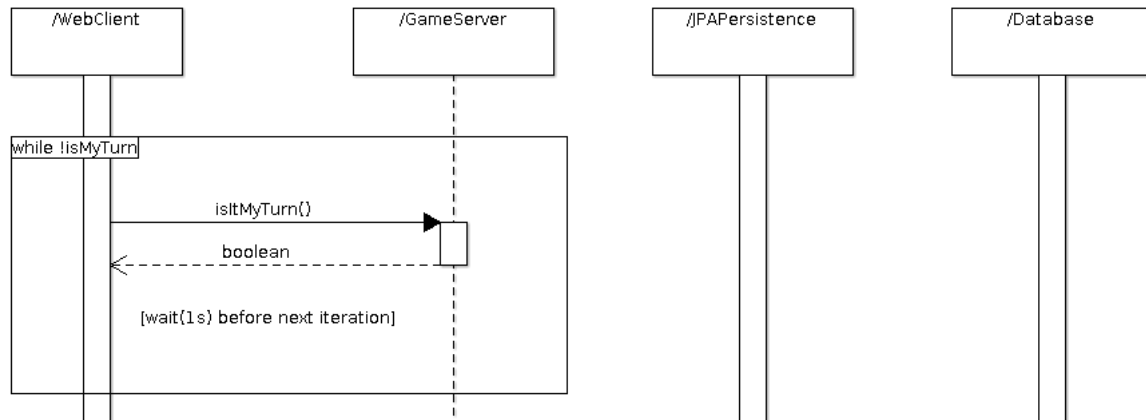 /WebClient
/GameServer
/JPAPersistence
/Database
while !isMyTurn
isItMyTurn()
boolean
[wait(1s) before next iteration]